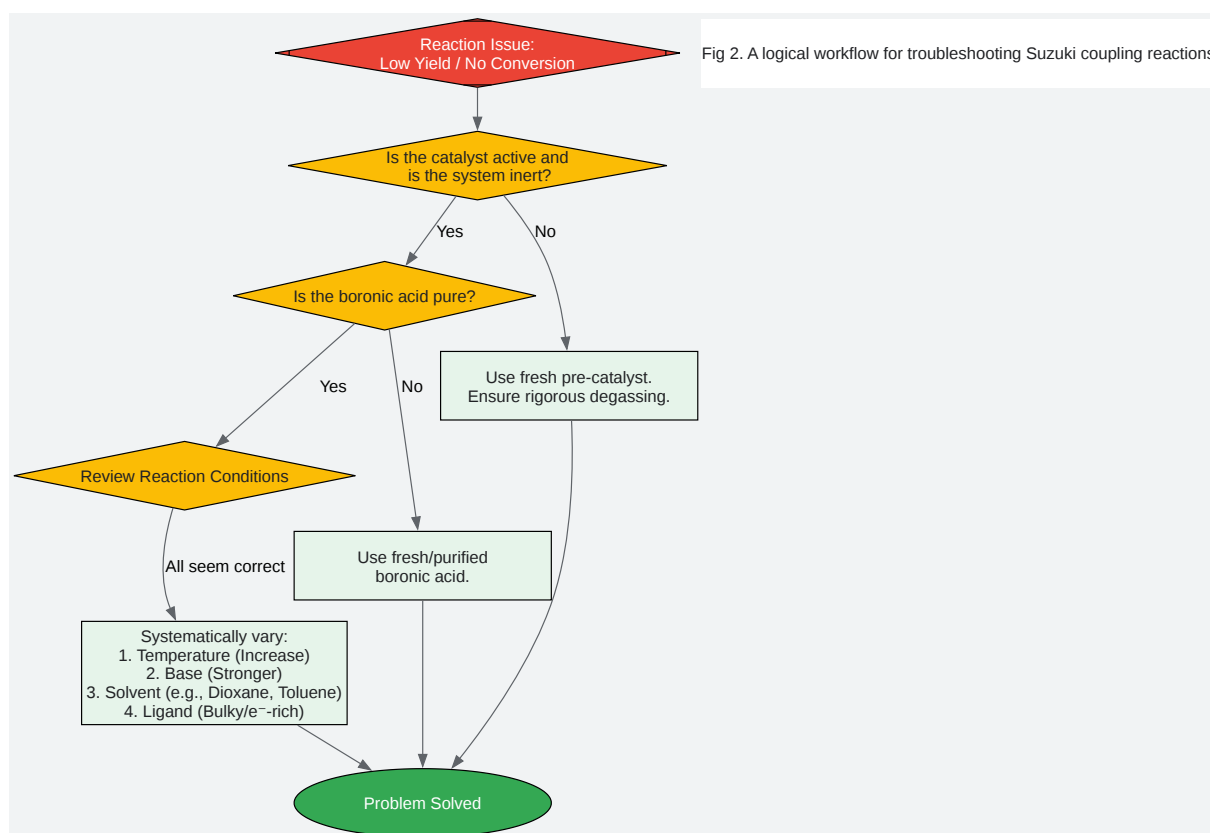 Reaction Issue:
Low Yield / No Conversion
Fig 2. A logical workflow for troubleshooting Suzuki coupling reactions
Is the catalyst active and
is the system inert?
Yes
No
Is the boronic acid pure?
Yes
No
Use fresh pre-catalyst.
Ensure rigorous degassing.
Review Reaction Conditions
All seem correct
Use fresh/purified
boronic acid.
Systematically vary:
1. Temperature (Increase)
2. Base (Stronger)
3. Solvent (e.g., Dioxane, Toluene)
4. Ligand (Bulky/e⁻-rich)
Problem Solved